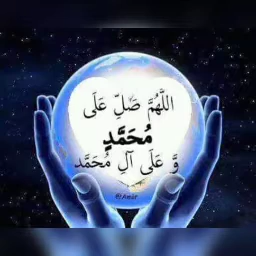 اللَّهُمَّ صَلِّ عَلَى
مُحَمَّدٍ
وَّ عَلَى آلِ مُحَمَّد